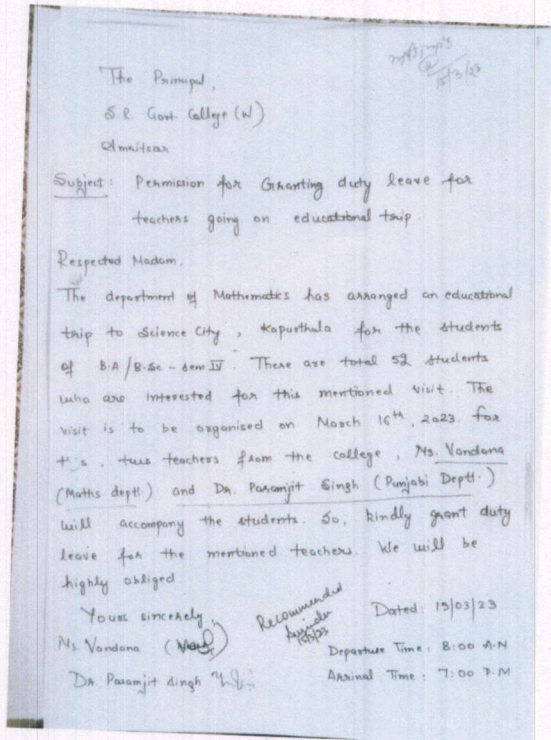 15/3/23
The Principal,
S.R. Govt. College (W)
Amritsar
Subject: Permission for Granting duty leave for
teachers going on educational trip
Respected Madam,
The department of Mathematics has arranged an educational
trip to Science City, Kapurthala for the students
of B.A/B.Sc - Sem IV. There are total 52 students
who are interested for this mentioned visit. The
visit is to be organised on March 16th, 2023. For
two teachers from the college, Ms. Vandana
(Maths deptt.) and Dr. Paramjit Singh (Punjabi Deptt.)
will accompany the students. So, kindly grant duty
leave for the mentioned teachers. We will be
highly obliged.
Yours sincerely,
Recommended
Dated: 15/03/23
Ms. Vandana
15/3/23
Departure Time: 8:00 A.M
Dr. Paramjit Singh
Arrival Time: 7:00 P.M